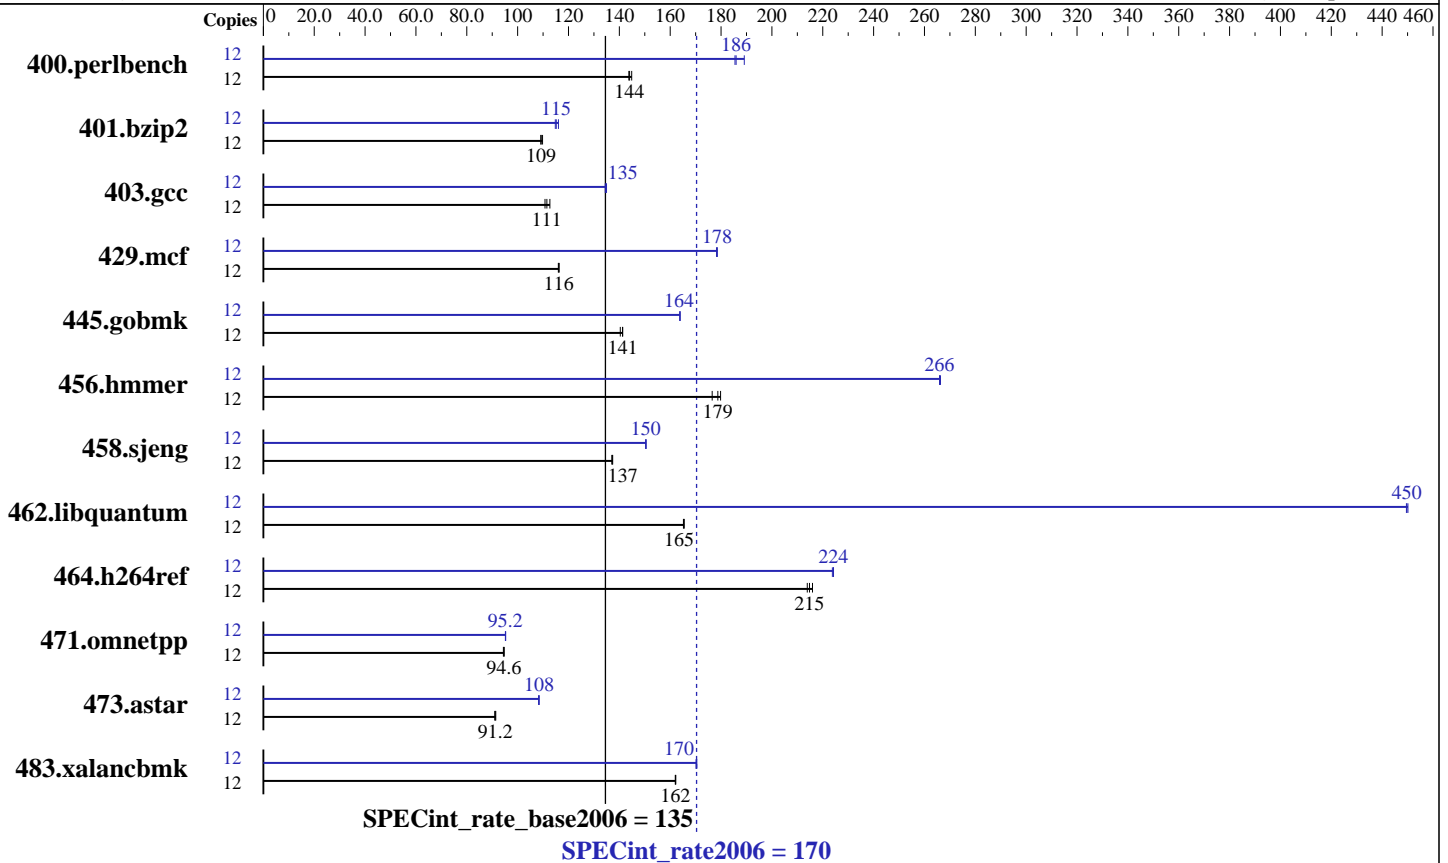 Copies 0 20.0 40.0 60.0 80.0 100 120 140 160 180 200 220 240 260 280 300 320 340 360 380 400 420 440 460
400.perlbench 12 186
12 144
401.bzip2 12 115
12 109
403.gcc 12 135
12 111
429.mcf 12 178
12 116
445.gobmk 12 164
12 141
456.hmmer 12 266
12 179
458.sjeng 12 150
12 137
462.libquantum 12 450
12 165
464.h264ref 12 224
12 215
471.omnetpp 12 95.2
12 94.6
473.astar 12 108
12 91.2
483.xalancbmk 12 170
12 162
SPECint_rate_base2006 = 135
SPECint_rate2006 = 170